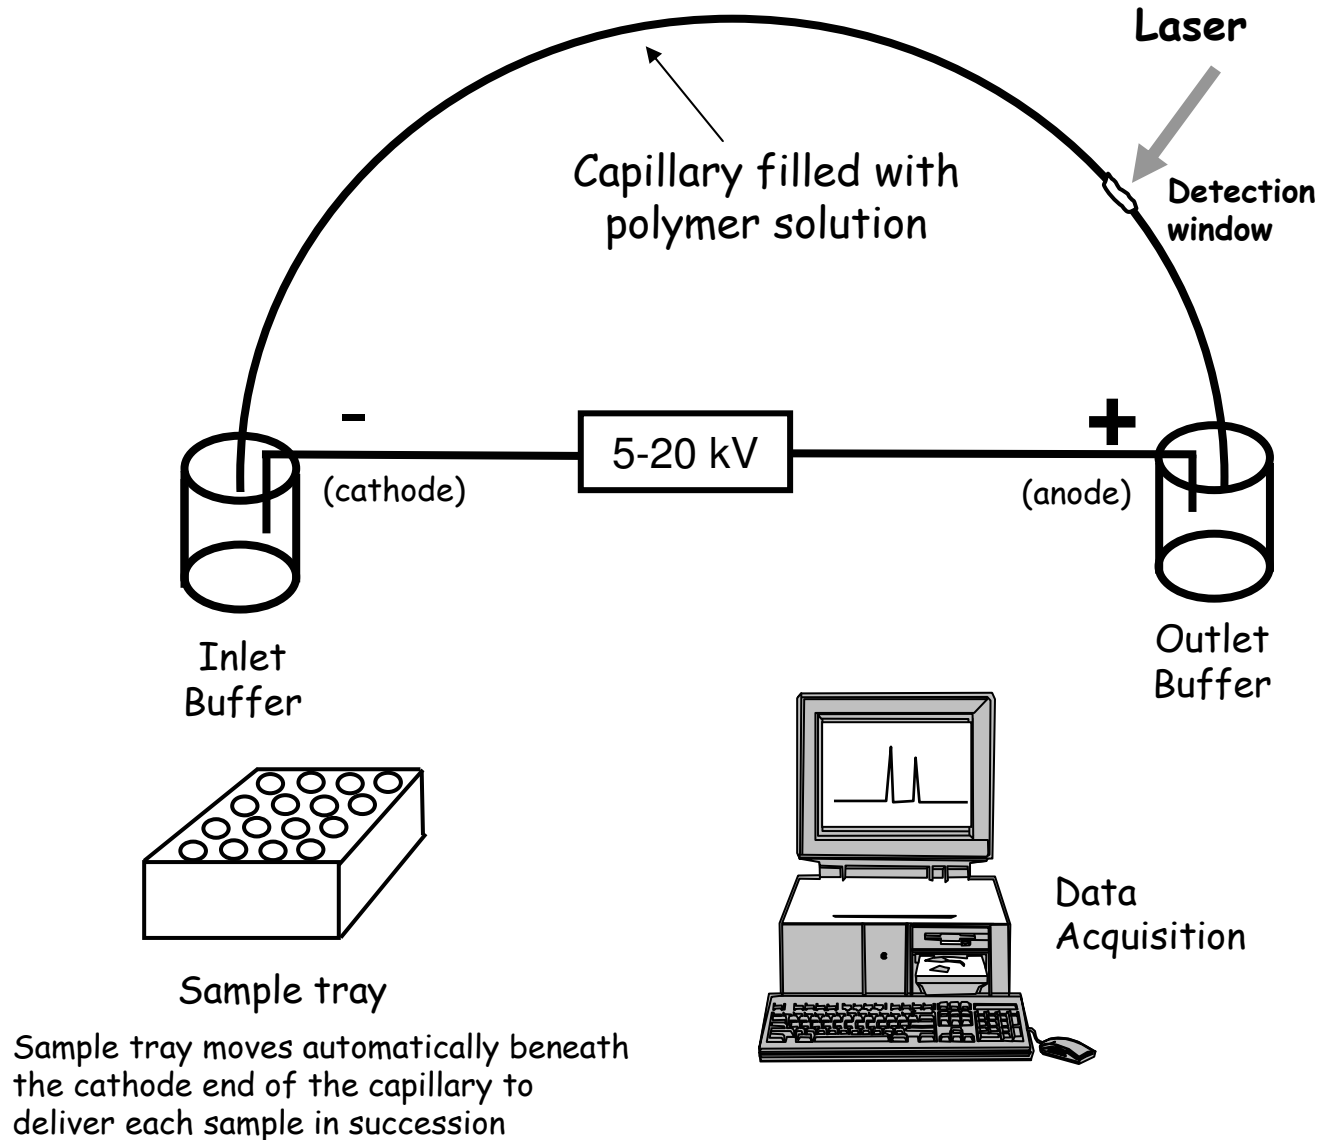 Laser
Capillary filled with
polymer solution
Detection
window
-
+
5-20 kV
(cathode)
(anode)
Inlet
Buffer
Outlet
Buffer
Data
Acquisition
Sample tray
Sample tray moves automatically beneath
the cathode end of the capillary to
deliver each sample in succession